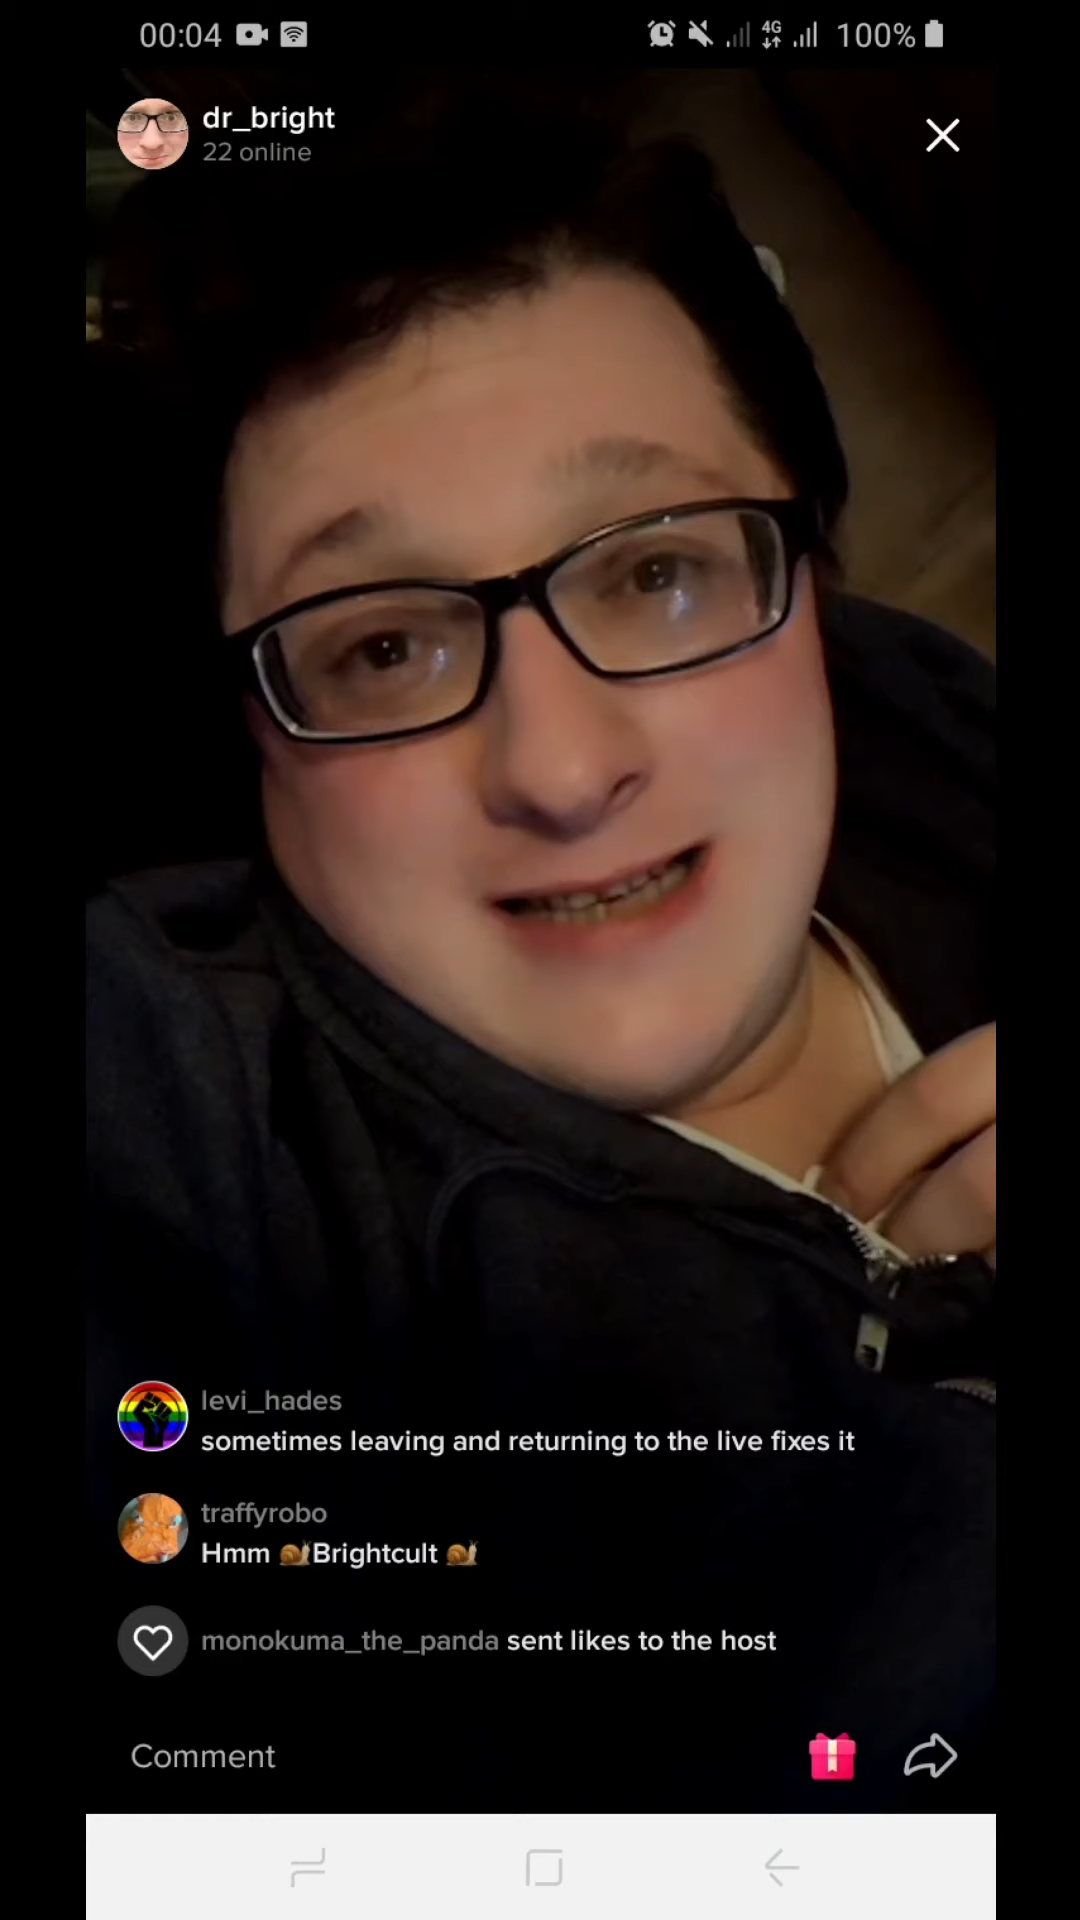 00:04 4G 100%
dr_bright
22 online
levi_hades
sometimes leaving and returning to the live fixes it
traffyrobo
Hmm 🐌Brightcult 🐌
monokuma_the_panda sent likes to the host
Comment